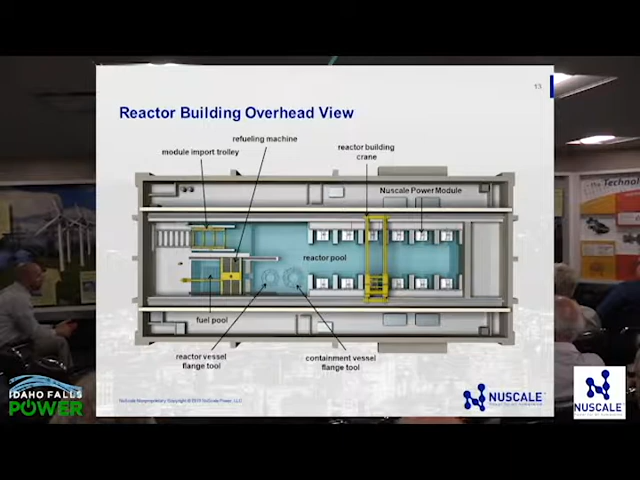 13
Reactor Building Overhead View
refueling machine
module import trolley
reactor building
crane
Nuscale Power Module
reactor pool
fuel pool
reactor vessel
flange tool
containment vessel
flange tool
NUSCALE
IDAHO FALLS
POWER
NUSCALE